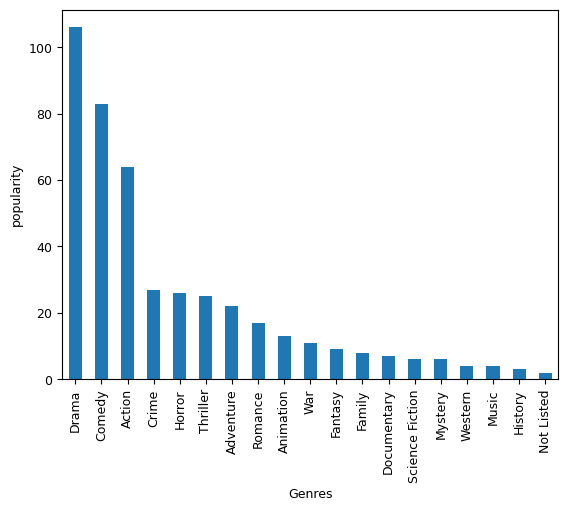 popularity
100
80
60
40
20
0
Drama
Comedy
Action
Crime
Horror
Thriller
Adventure
Romance
Animation
War
Fantasy
Family
Documentary
Science Fiction
Mystery
Western
Music
History
Not Listed
Genres